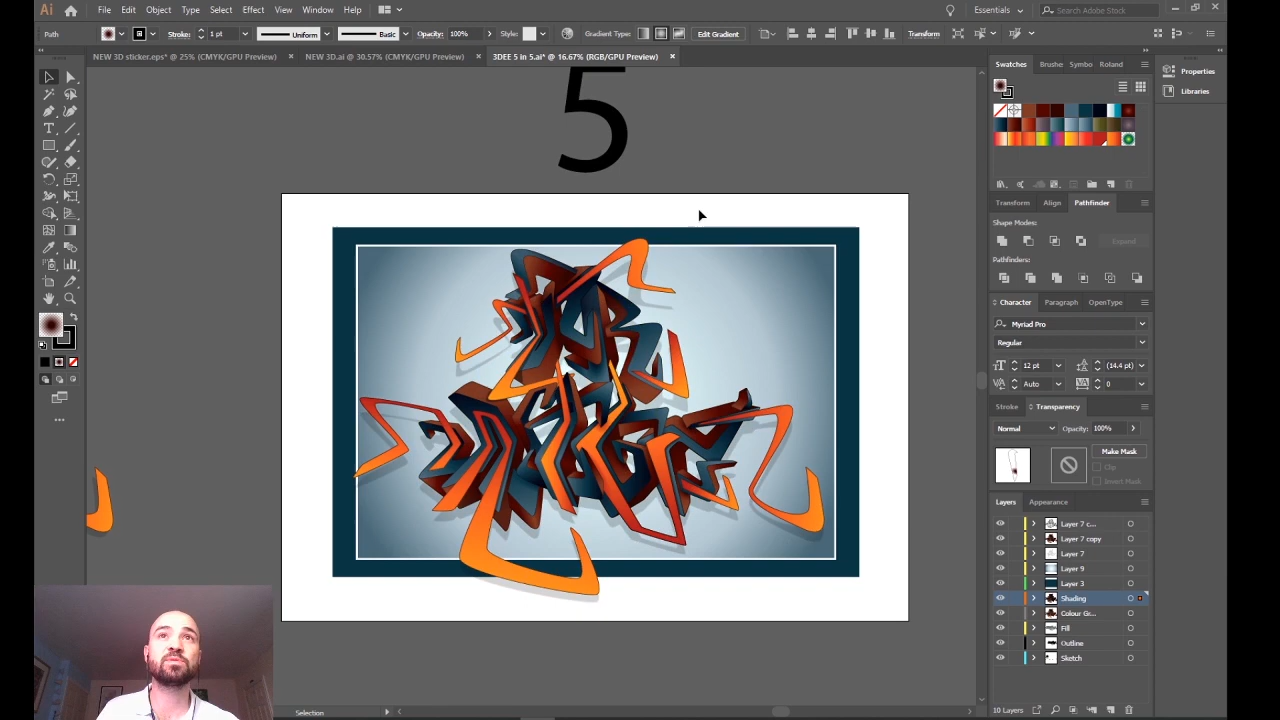 Ai File Edit Object Type Select Effect View Window Help Essentials Search Adobe Stock
Path Stroke: 1 pt Uniform Basic Opacity: 100% Style: Gradient Type: Edit Gradient Transform
NEW 3D sticker.eps* @ 25% (CMYK/GPU Preview) NEW 3D.ai @ 30.57% (CMYK/GPU Preview) 3DEE 5 in 5.ai* @ 16.67% (RGB/GPU Preview)
5
Swatches Brushe Symbo Roland
Properties
Libraries
Transform Align Pathfinder
Shape Modes:
Expand
Pathfinders:
Character Paragraph OpenType
Myriad Pro
Regular
12 pt (14.4 pt)
Auto 0
Stroke Transparency
Normal Opacity: 100%
Make Mask
Clip
Invert Mask
Layers Appearance
Layer 7 c...
Layer 7 copy
Layer 7
Layer 9
Layer 3
Shading
Colour Gr...
Fill
Outline
Sketch
10 Layers
Selection